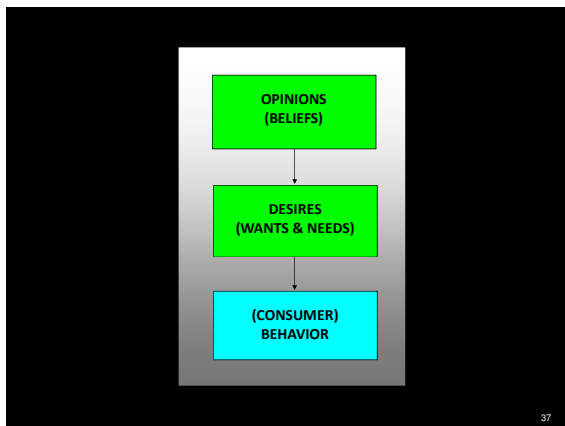 OPINIONS
(BELIEFS)
DESIRES
(WANTS & NEEDS)
(CONSUMER)
BEHAVIOR
37